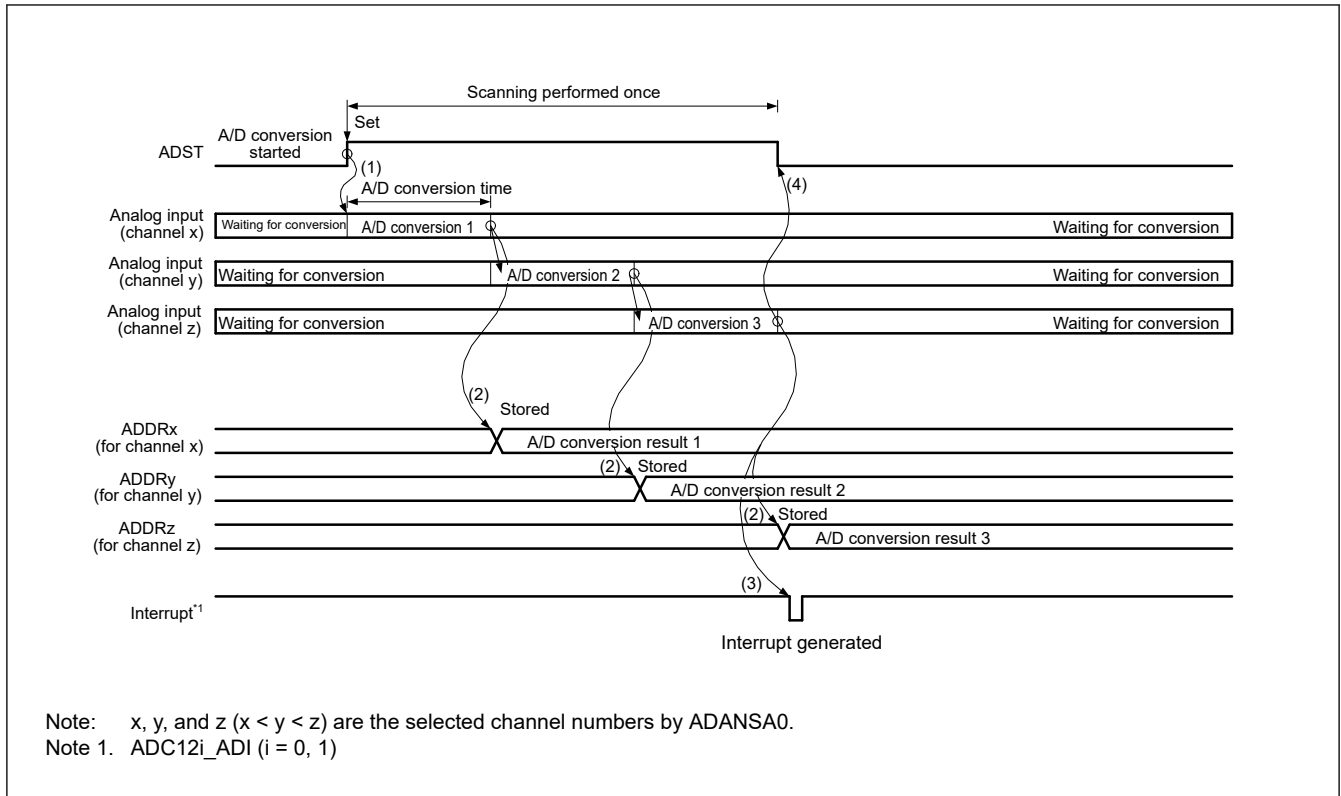 Scanning performed once
Set
A/D conversion
started
ADST
(1)
(4)
A/D conversion time
Analog input
(channel x)
Waiting for conversion
A/D conversion 1
Waiting for conversion
Analog input
(channel y)
Waiting for conversion
A/D conversion 2
Waiting for conversion
Analog input
(channel z)
Waiting for conversion
A/D conversion 3
Waiting for conversion
(2)
Stored
ADDRx
(for channel x)
A/D conversion result 1
(2)
Stored
ADDRy
(for channel y)
A/D conversion result 2
(2)
Stored
ADDRz
(for channel z)
A/D conversion result 3
(3)
Interrupt*1
Interrupt generated
Note: x, y, and z (x < y < z) are the selected channel numbers by ADANSA0.
Note 1. ADC12i_ADI (i = 0, 1)